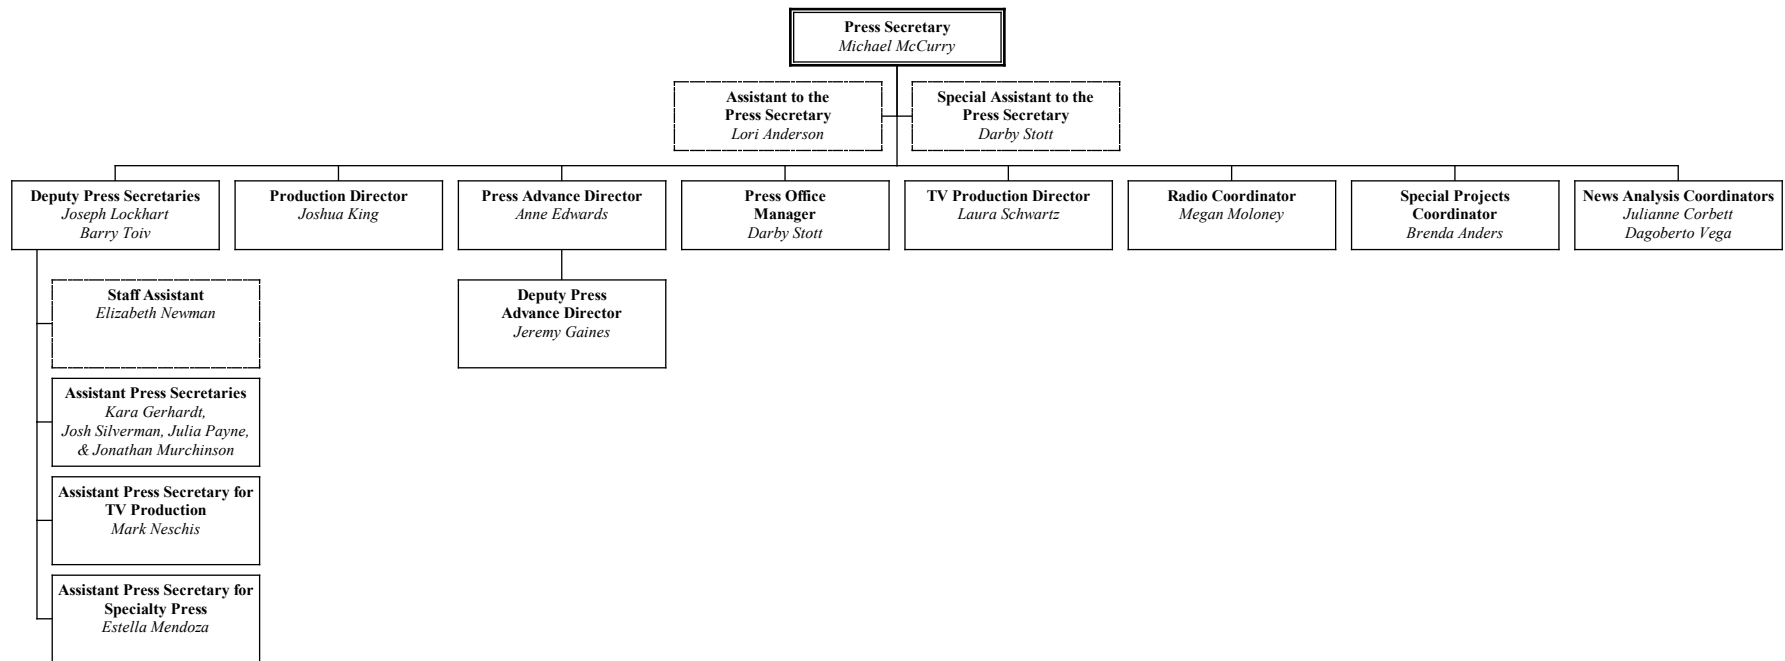 Press Secretary
Michael McCurry
Assistant to the
Press Secretary
Lori Anderson
Special Assistant to the
Press Secretary
Darby Stott
Deputy Press Secretaries
Joseph Lockhart
Barry Toiv
Production Director
Joshua King
Press Advance Director
Anne Edwards
Press Office
Manager
Darby Stott
TV Production Director
Laura Schwartz
Radio Coordinator
Megan Moloney
Special Projects
Coordinator
Brenda Anders
News Analysis Coordinators
Julianne Corbett
Dagoberto Vega
Staff Assistant
Elizabeth Newman
Deputy Press
Advance Director
Jeremy Gaines
Assistant Press Secretaries
Kara Gerhardt,
Josh Silverman, Julia Payne,
& Jonathan Murchinson
Assistant Press Secretary for
TV Production
Mark Neschis
Assistant Press Secretary for
Specialty Press
Estella Mendoza